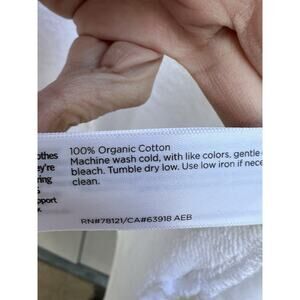 100% Organic Cotton
Machine wash cold, with like colors, gentle
bleach. Tumble dry low. Use low iron if nece
clean.
RN#78121/CA#63918 AEB
othes
ey're
ring
s
pport